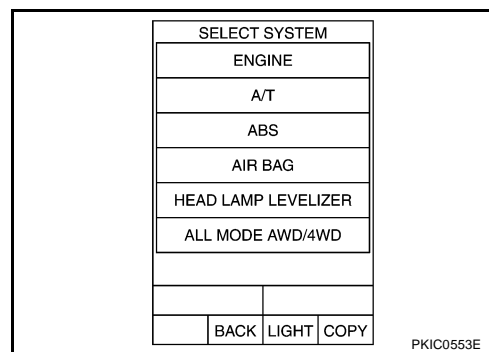 SELECT SYSTEM
ENGINE
A/T
ABS
AIR BAG
HEAD LAMP LEVELIZER
ALL MODE AWD/4WD
BACK LIGHT COPY
PKIC0553E